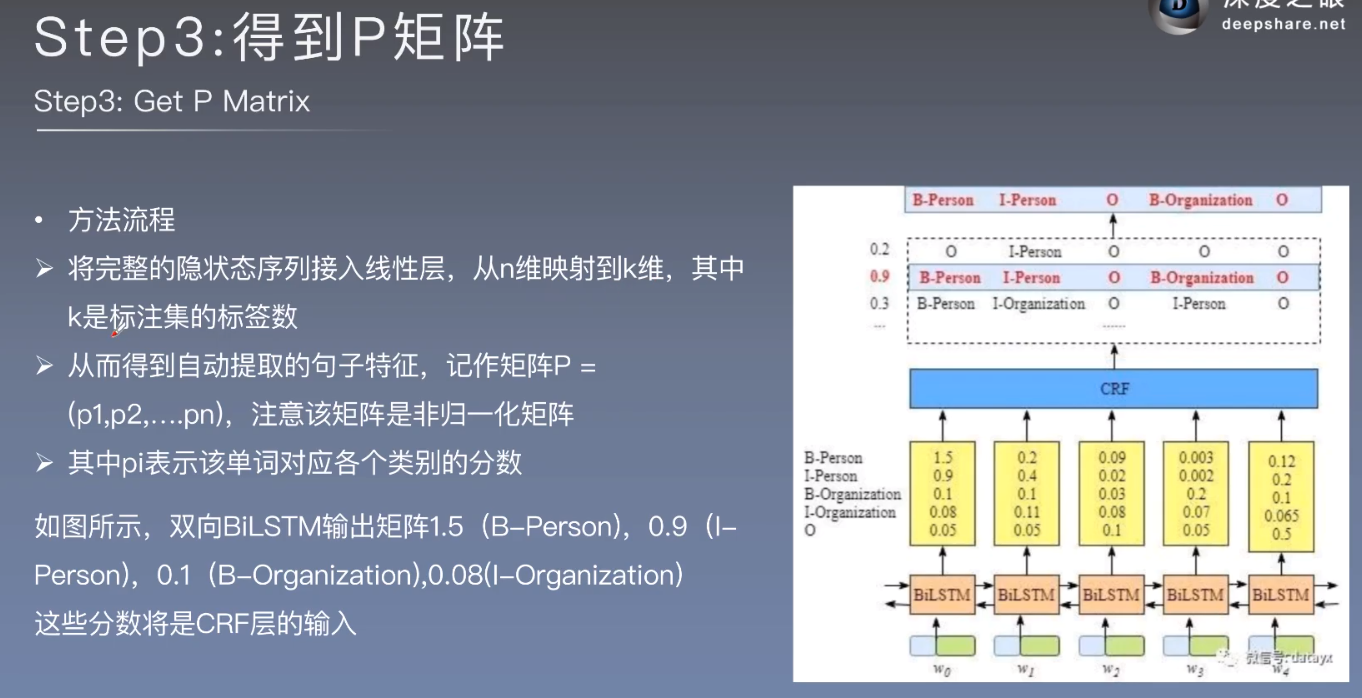 Step3:得到P矩阵
deepshare.net
Step3: Get P Matrix
• 方法流程
➢ 将完整的隐状态序列接入线性层，从n维映射到k维，其中
k是标注集的标签数
➢ 从而得到自动提取的句子特征，记作矩阵P =
(p1,p2,….pn)，注意该矩阵是非归一化矩阵
➢ 其中pi表示该单词对应各个类别的分数
如图所示，双向BiLSTM输出矩阵1.5（B-Person），0.9（I-
Person），0.1（B-Organization),0.08(I-Organization)
这些分数将是CRF层的输入
B-Person I-Person O B-Organization O
0.2 O I-Person O O O
0.9 B-Person I-Person O B-Organization O
0.3 B-Person I-Organization O I-Person O
... ......
CRF
B-Person 1.5 0.2 0.09 0.003 0.12
I-Person 0.9 0.4 0.02 0.002 0.2
B-Organization 0.1 0.1 0.03 0.2 0.1
I-Organization 0.08 0.11 0.08 0.07 0.065
O 0.05 0.05 0.1 0.05 0.5
BiLSTM BiLSTM BiLSTM BiLSTM BiLSTM
微信号: datayx
w0 w1 w2 w3 w4